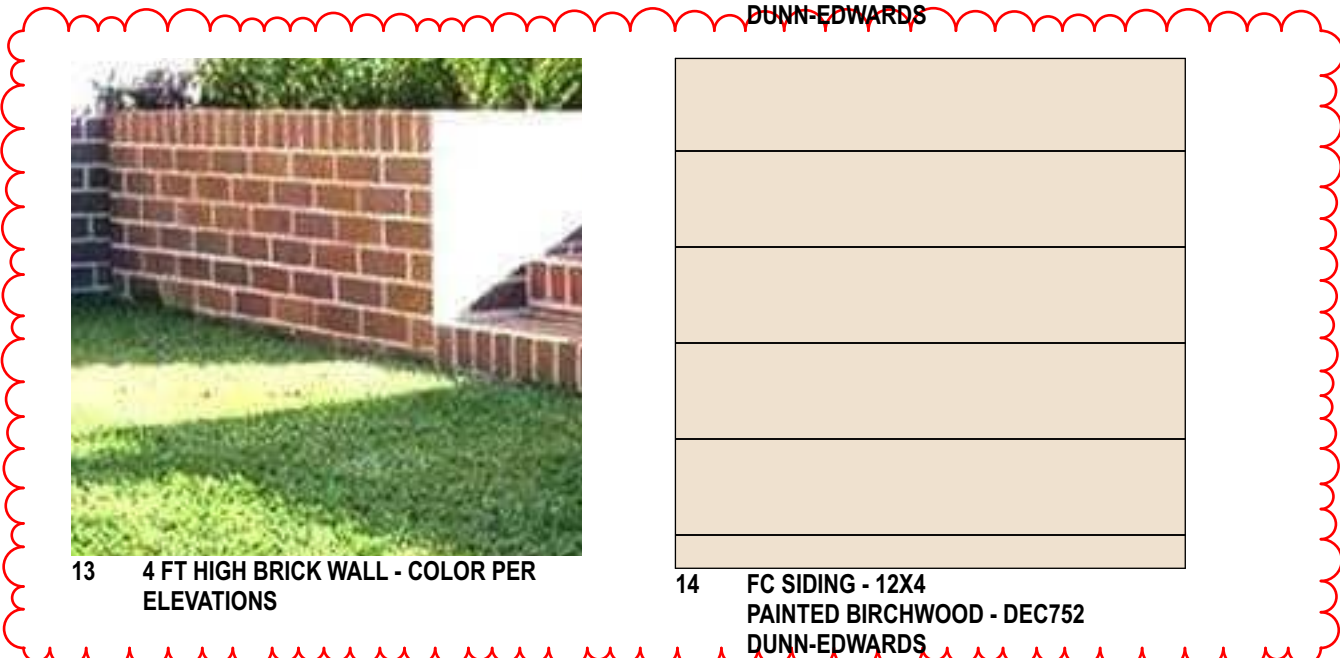 DUNN-EDWARDS
13 4 FT HIGH BRICK WALL - COLOR PER
ELEVATIONS
14 FC SIDING - 12X4
PAINTED BIRCHWOOD - DEC752
DUNN-EDWARDS